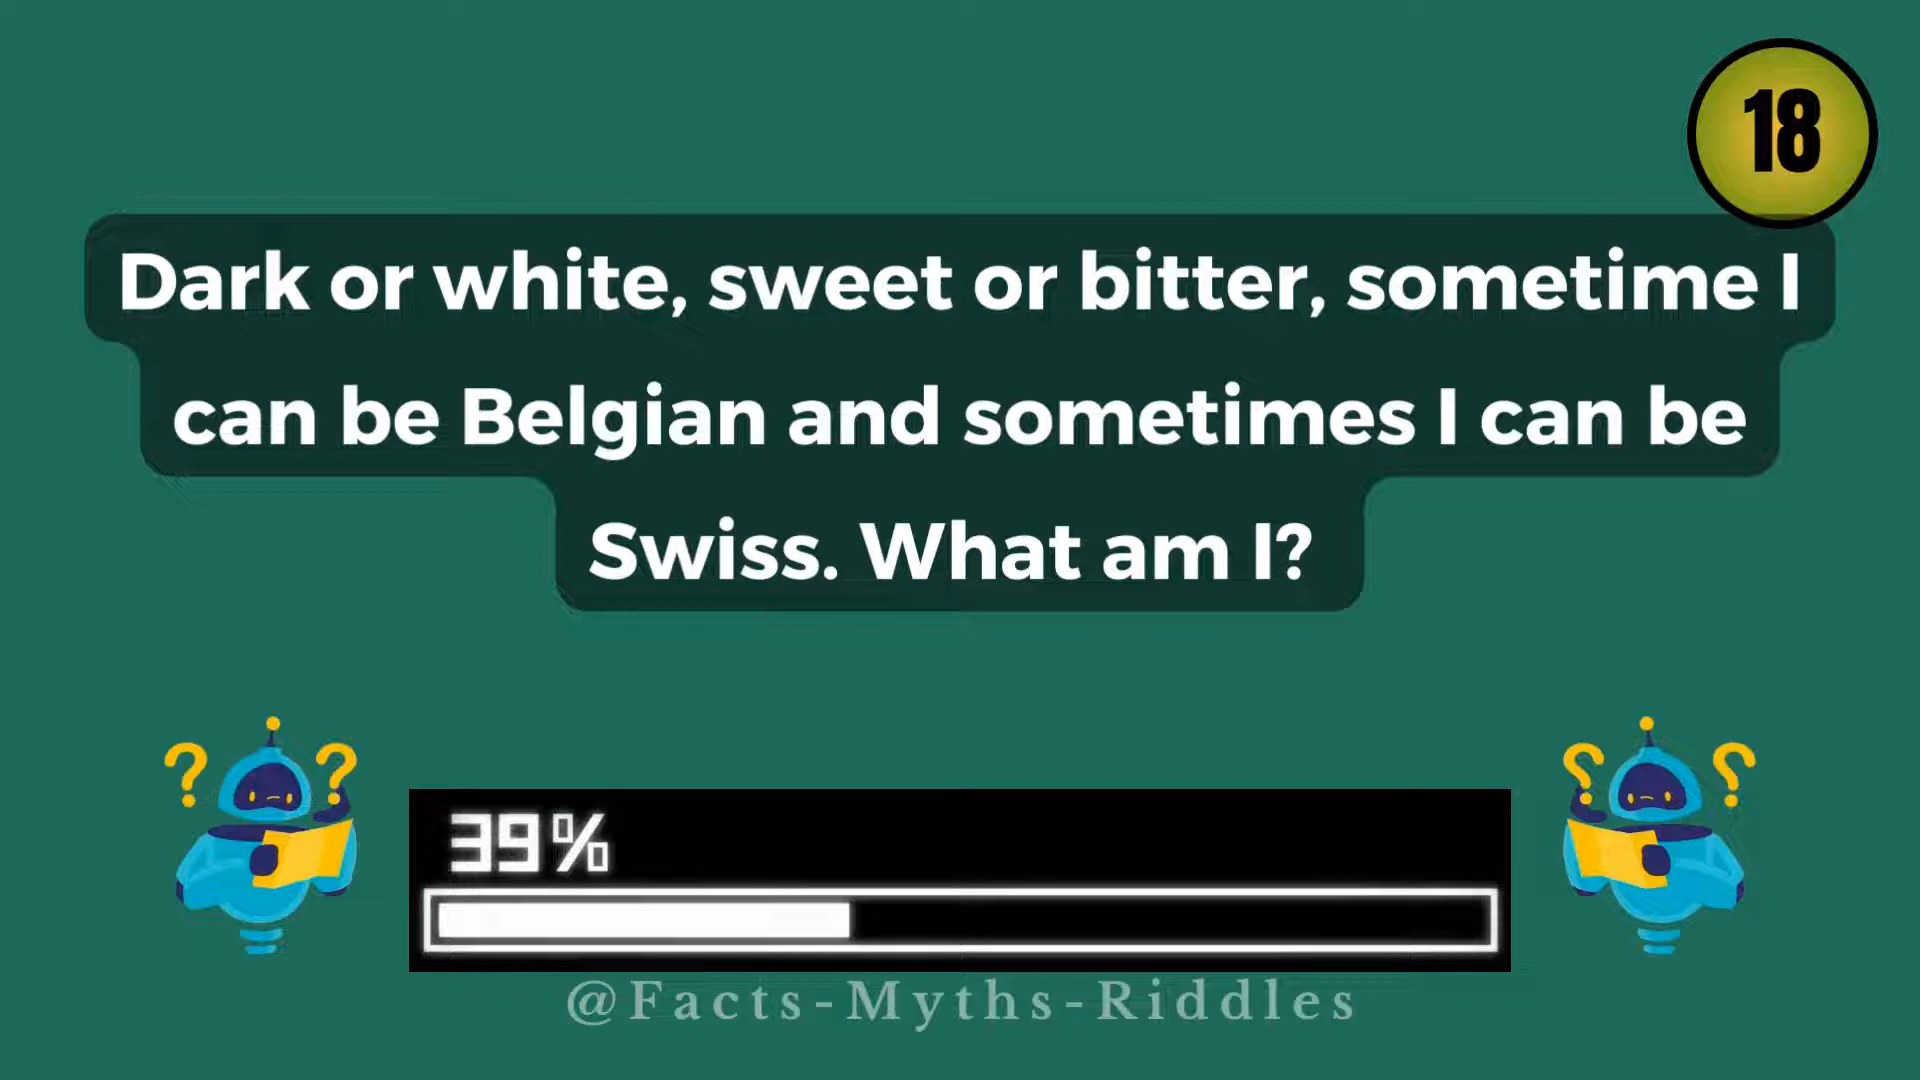 18
Dark or white, sweet or bitter, sometime I
can be Belgian and sometimes I can be
Swiss. What am I?
39%
@Facts-Myths-Riddles